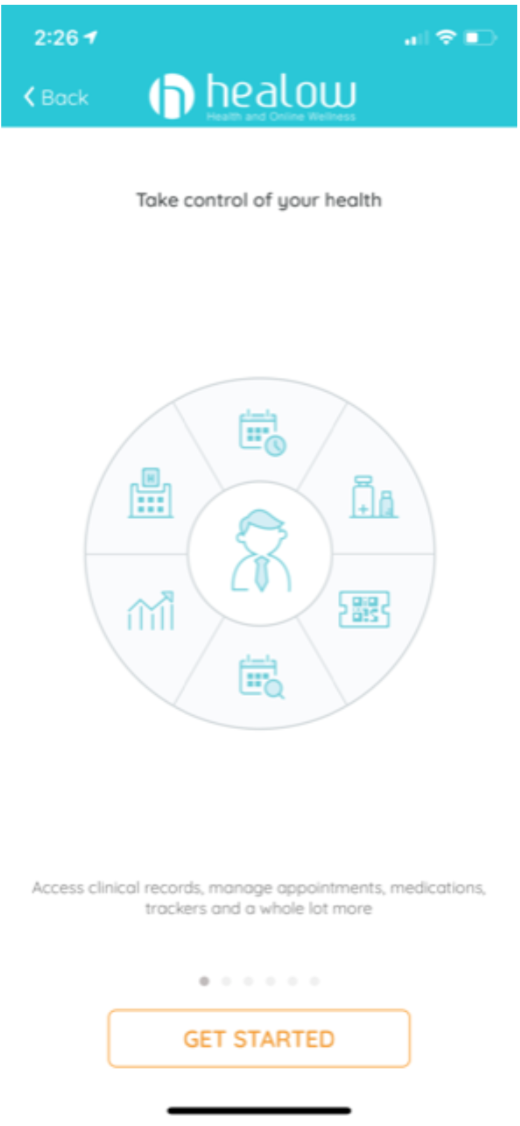 2:26
Back
healow
Health and Online Wellness
Take control of your health
Access clinical records, manage appointments, medications,
trackers and a whole lot more
GET STARTED